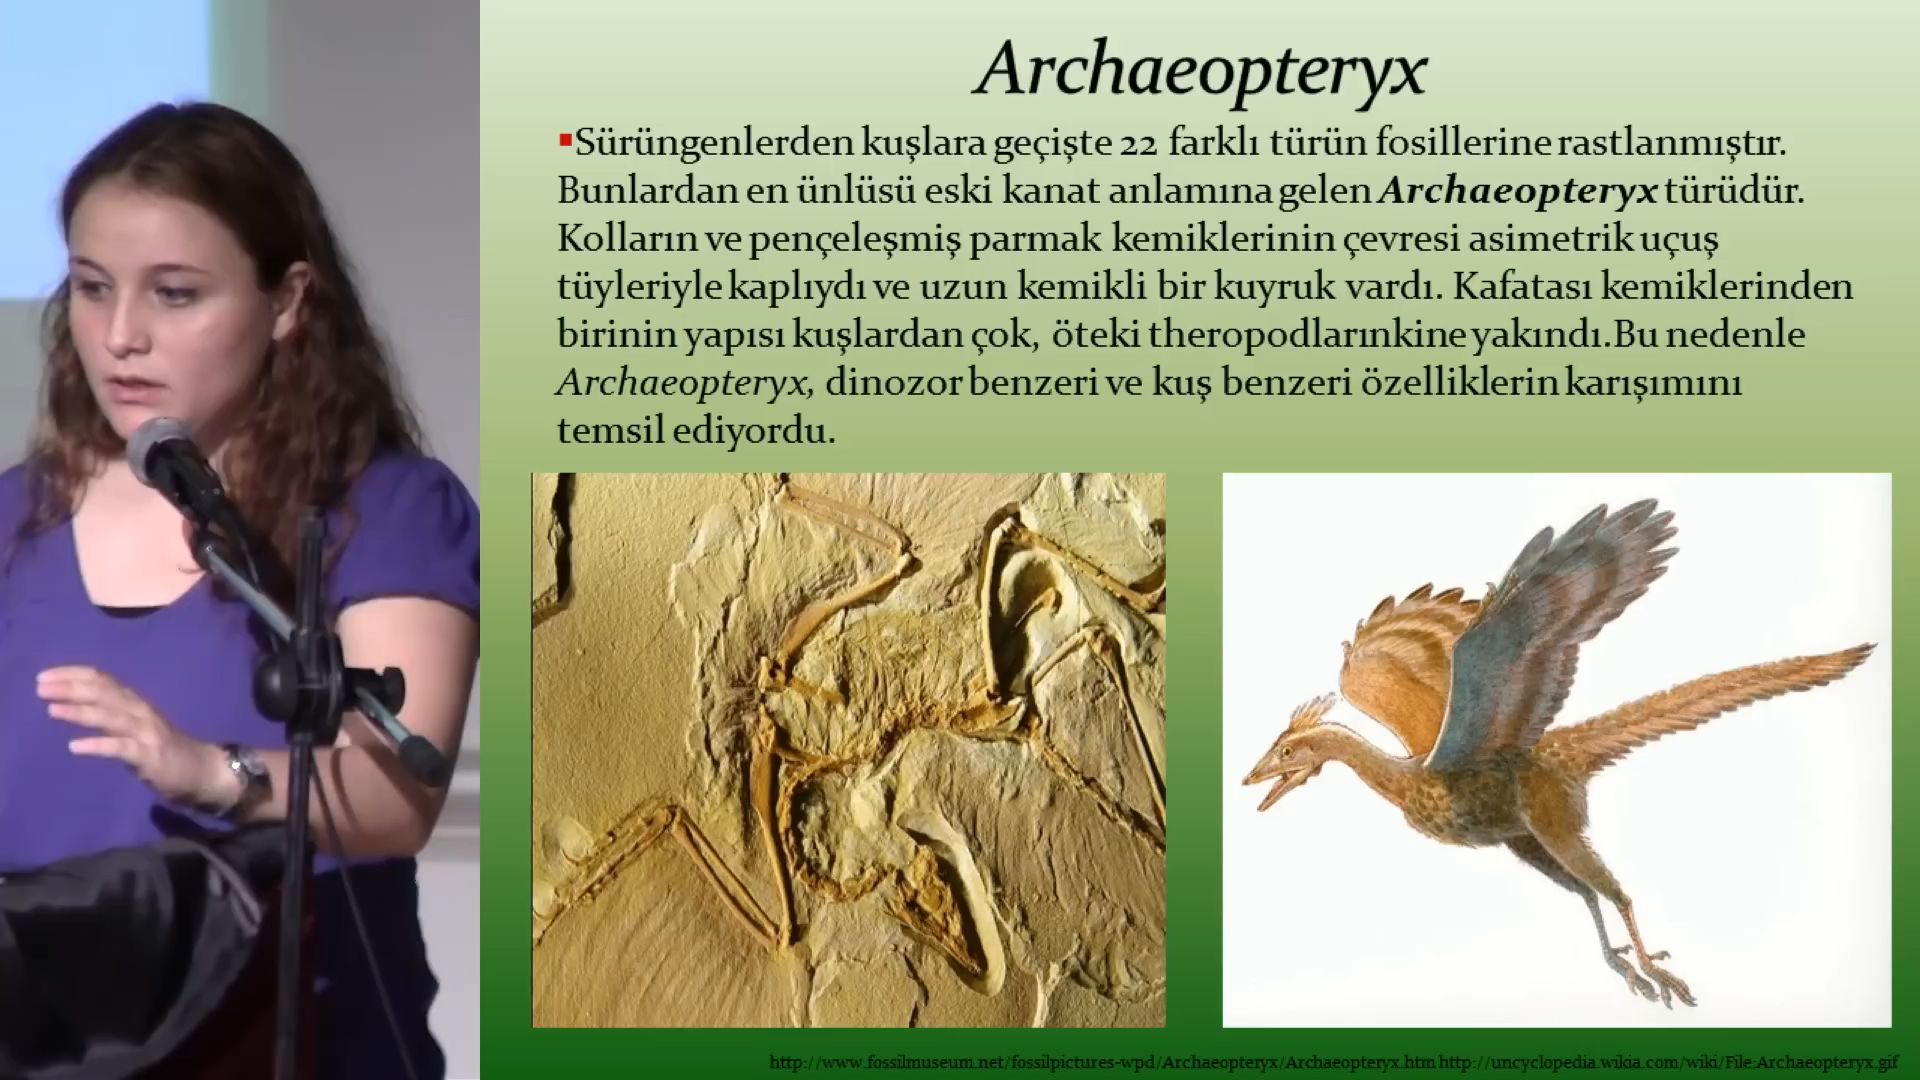 Archaeopteryx
▪Sürüngenlerden kuşlara geçişte 22 farklı türün fosillerine rastlanmıştır.
Bunlardan en ünlüsü eski kanat anlamına gelen Archaeopteryx türüdür.
Kolların ve pençeleşmiş parmak kemiklerinin çevresi asimetrik uçuş
tüyleriyle kaplıydı ve uzun kemikli bir kuyruk vardı. Kafatası kemiklerinden
birinin yapısı kuşlardan çok, öteki theropodlarınkine yakındı.Bu nedenle
Archaeopteryx, dinozor benzeri ve kuş benzeri özelliklerin karışımını
temsil ediyordu.
http://www.fossilmuseum.net/fossilpictures-wpd/Archaeopteryx/Archaeopteryx.htm http://uncyclopedia.wikia.com/wiki/File:Archaeopteryx.gif